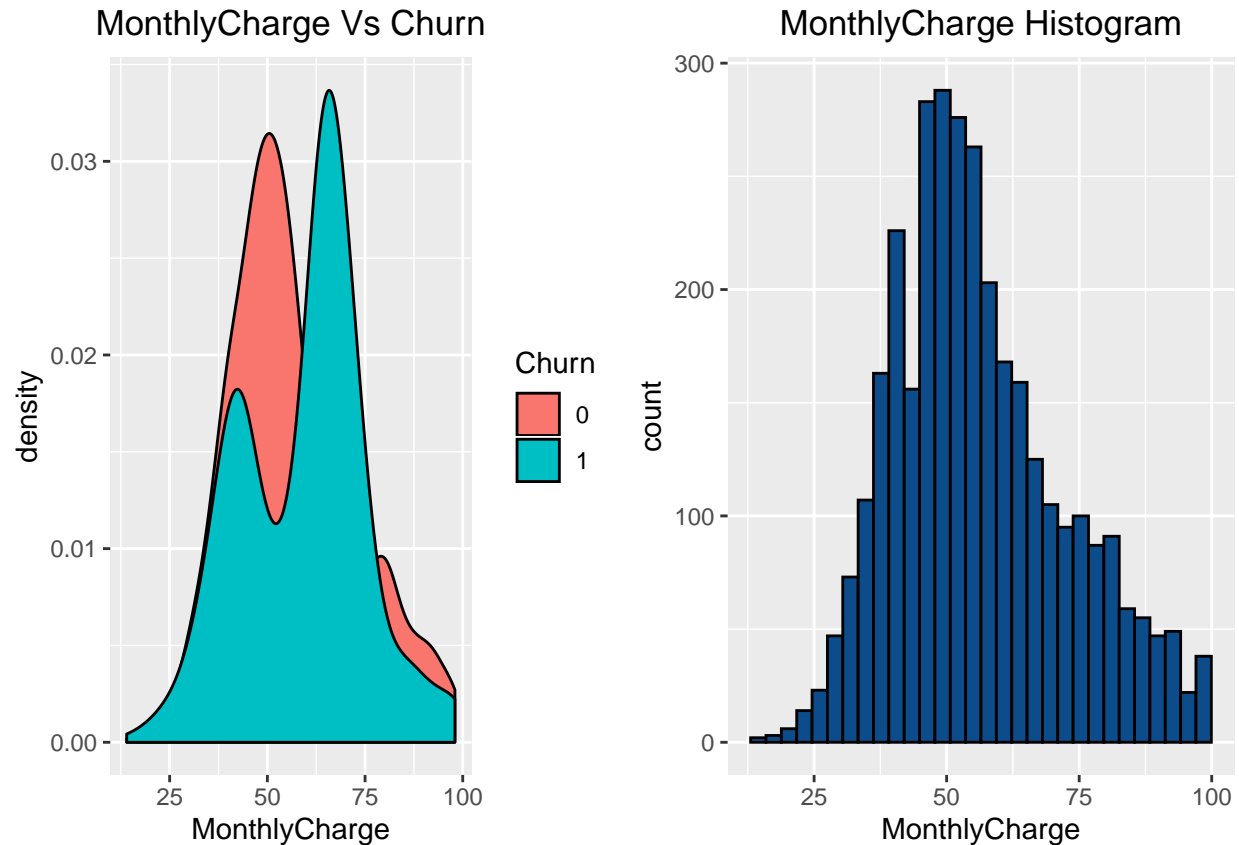 MonthlyCharge Vs Churn
0.03
0.02
0.01
0.00
density
25 50 75 100
MonthlyCharge
Churn
0
1
MonthlyCharge Histogram
300
200
100
0
count
25 50 75 100
MonthlyCharge